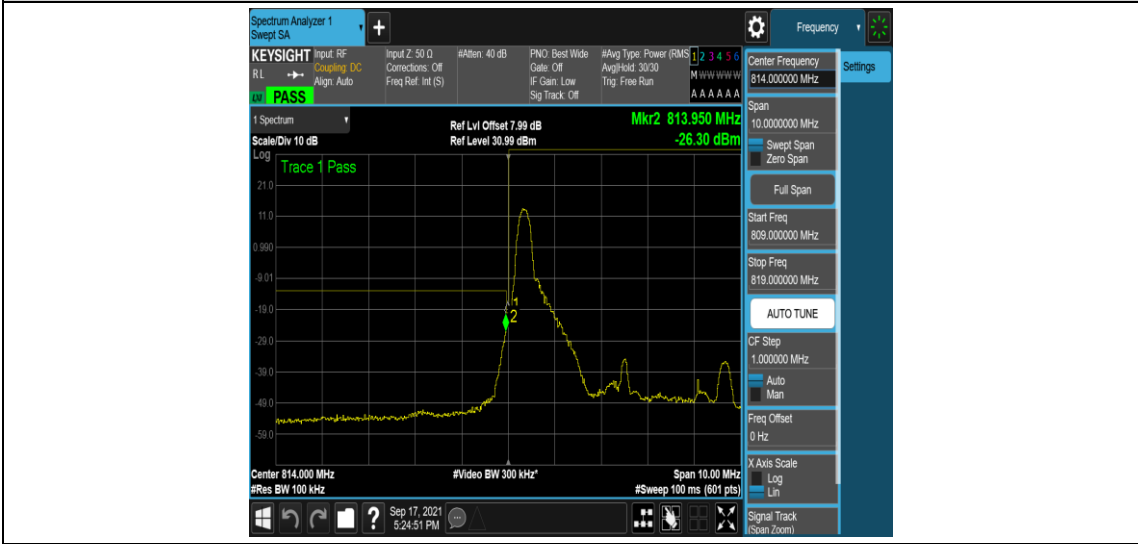 Spectrum Analyzer 1
Swept SA
+
Frequency
KEYSIGHT
RL
PASS
Input: RF
Coupling: DC
Align: Auto
Input Z: 50 Ω
Corrections: Off
Freq Ref: Int (S)
#Atten: 40 dB
PNO: Best Wide
Gate: Off
IF Gain: Low
Sig Track: Off
#Avg Type: Power (RMS
Avg|Hold: 30/30
Trig: Free Run
1 2 3 4 5 6
M W W W W W
A A A A A A
1 Spectrum
Scale/Div 10 dB
Ref Lvl Offset 7.99 dB
Ref Level 30.99 dBm
Mkr2 813.950 MHz
-26.30 dBm
Log
Trace 1 Pass
21.0
11.0
0.990
-9.01
-19.0
-29.0
-39.0
-49.0
-59.0
1
2
Center 814.000 MHz
#Res BW 100 kHz
#Video BW 300 kHz*
Span 10.00 MHz
#Sweep 100 ms (601 pts)
Sep 17, 2021
5:24:51 PM
Center Frequency
814.000000 MHz
Settings
Span
10.0000000 MHz
Swept Span
Zero Span
Full Span
Start Freq
809.000000 MHz
Stop Freq
819.000000 MHz
AUTO TUNE
CF Step
1.000000 MHz
Auto
Man
Freq Offset
0 Hz
X Axis Scale
Log
Lin
Signal Track
(Span Zoom)